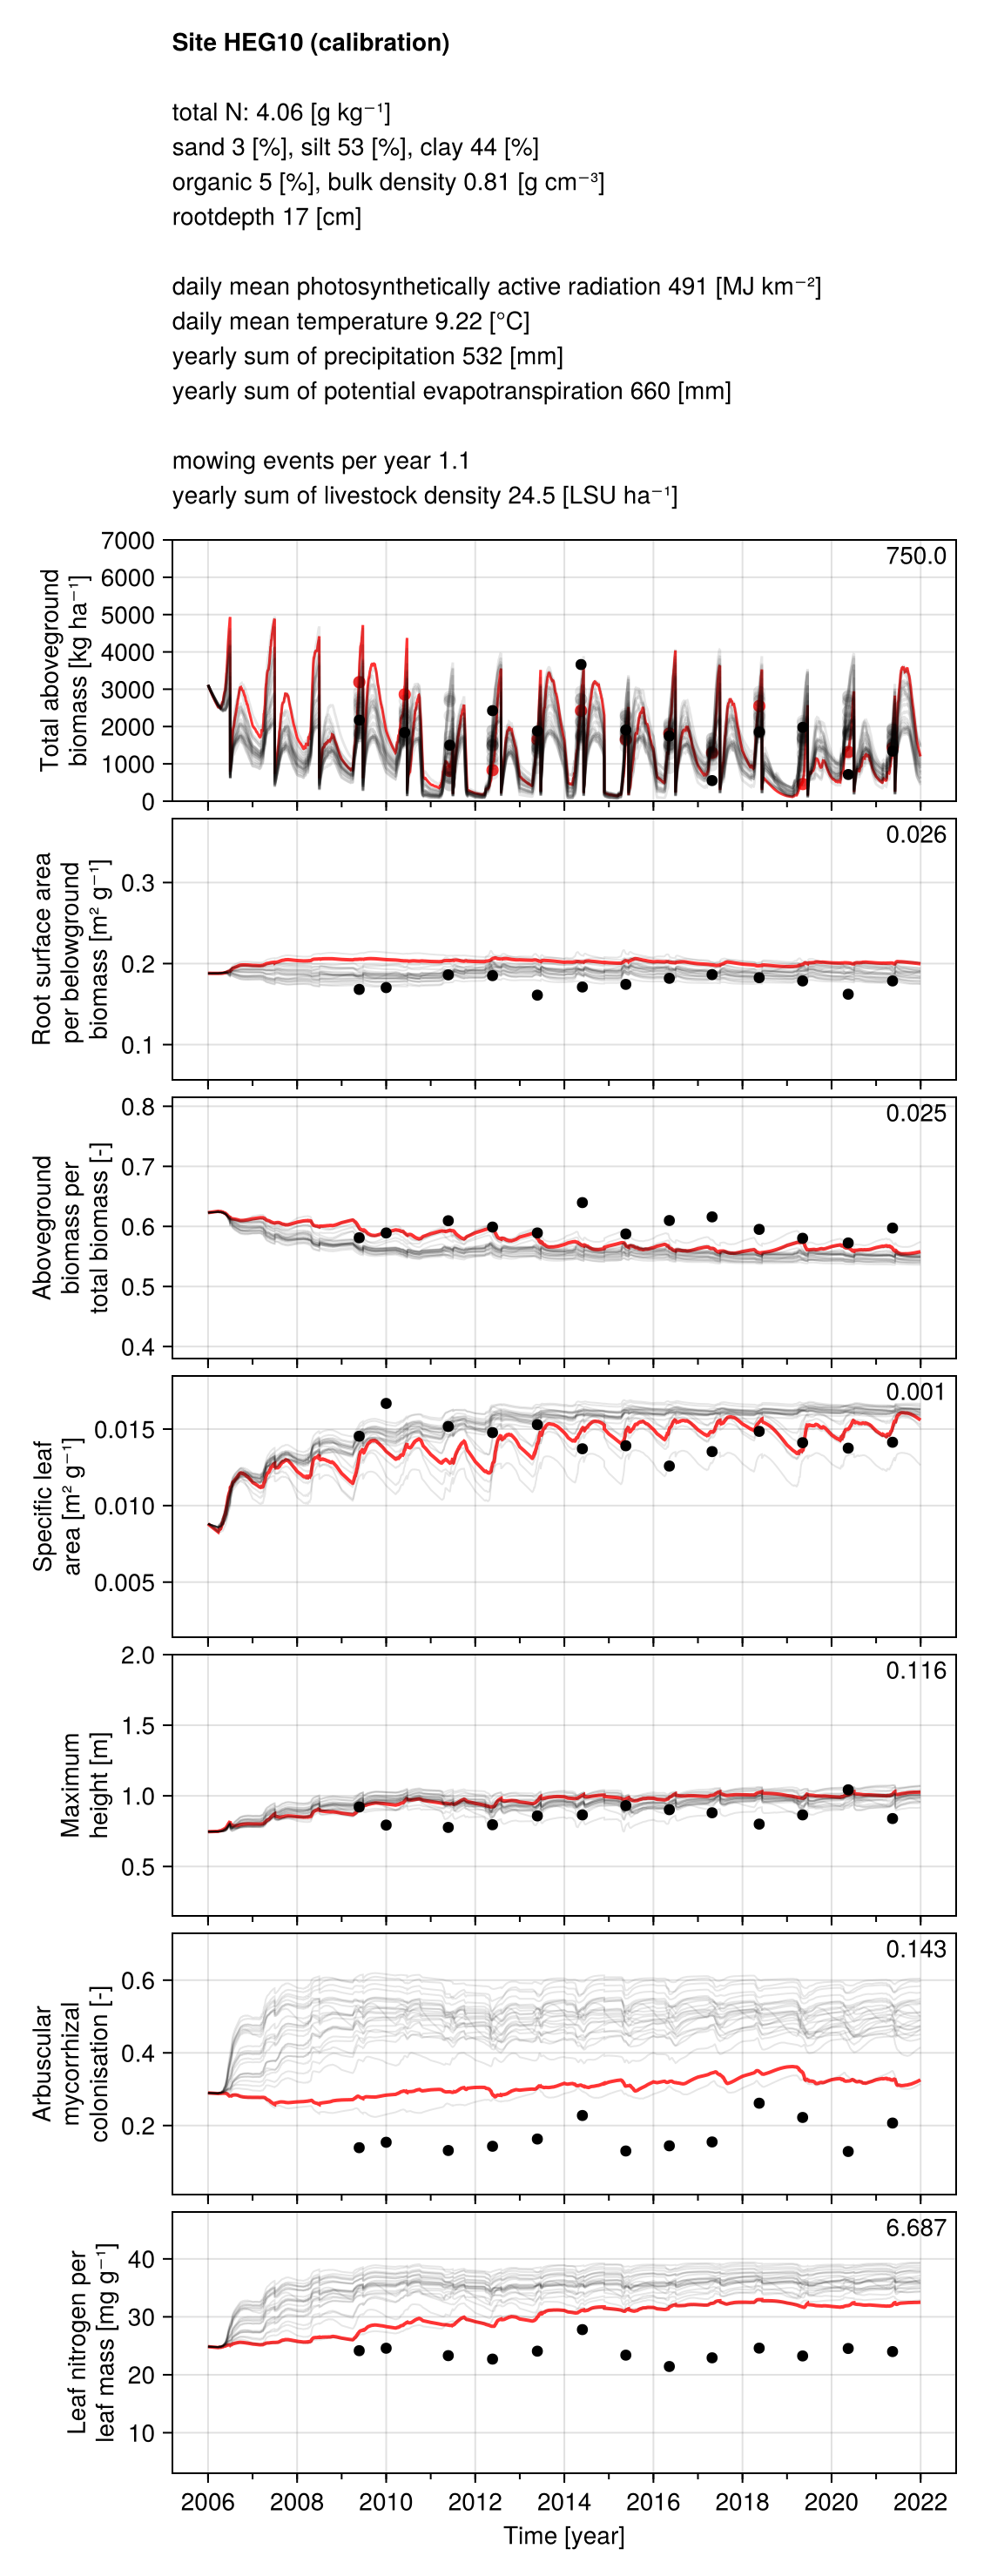 Site HEG10 (calibration)
total N: 4.06 [g kg⁻¹]
sand 3 [%], silt 53 [%], clay 44 [%]
organic 5 [%], bulk density 0.81 [g cm⁻³]
rootdepth 17 [cm]
daily mean photosynthetically active radiation 491 [MJ km⁻²]
daily mean temperature 9.22 [°C]
yearly sum of precipitation 532 [mm]
yearly sum of potential evapotranspiration 660 [mm]
mowing events per year 1.1
yearly sum of livestock density 24.5 [LSU ha⁻¹]
Total aboveground
biomass [kg ha⁻¹]
7000
6000
5000
4000
3000
2000
1000
0
750.0
Root surface area
per belowground
biomass [m² g⁻¹]
0.3
0.2
0.1
0.026
Aboveground
biomass per
total biomass [-]
0.8
0.7
0.6
0.5
0.4
0.025
Specific leaf
area [m² g⁻¹]
0.015
0.010
0.005
0.001
Maximum
height [m]
2.0
1.5
1.0
0.5
0.116
Arbuscular
mycorrhizal
colonisation [-]
0.6
0.4
0.2
0.143
Leaf nitrogen per
leaf mass [mg g⁻¹]
40
30
20
10
6.687
2006 2008 2010 2012 2014 2016 2018 2020 2022
Time [year]